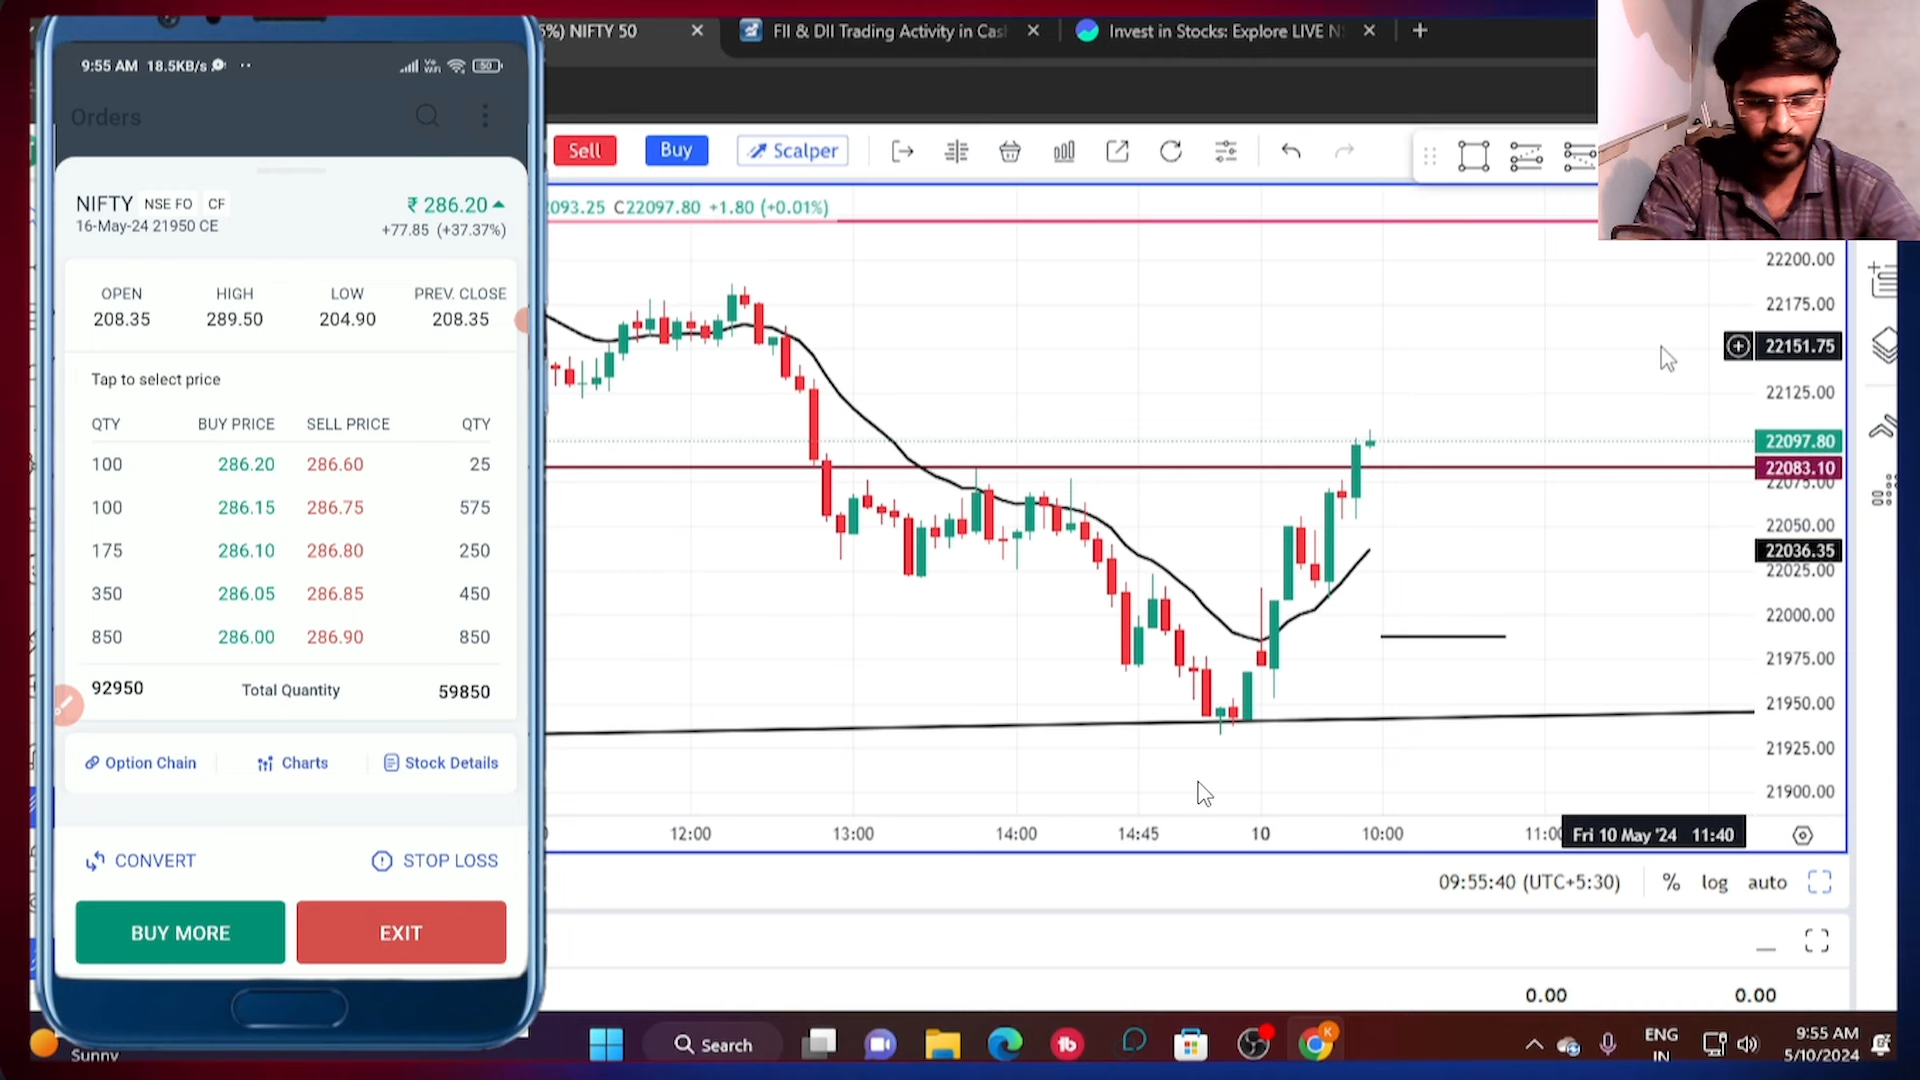 9:55 AM 18.5KB/s
50
Orders
NIFTY NSE FO CF
₹ 286.20
16-May-24 21950 CE
+77.85 (+37.37%)
OPEN HIGH LOW PREV. CLOSE
208.35 289.50 204.90 208.35
Tap to select price
QTY BUY PRICE SELL PRICE QTY
100 286.20 286.60 25
100 286.15 286.75 575
175 286.10 286.80 250
350 286.05 286.85 450
850 286.00 286.90 850
92950 Total Quantity 59850
Option Chain Charts Stock Details
CONVERT STOP LOSS
BUY MORE EXIT
NIFTY 50
FII & DII Trading Activity in Cas
Invest in Stocks: Explore LIVE N
Sell Buy Scalper
093.25 C22097.80 +1.80 (+0.01%)
22200.00
22175.00
22151.75
22125.00
22097.80
22083.10
22075.00
22050.00
22036.35
22025.00
22000.00
21975.00
21950.00
21925.00
21900.00
12:00 13:00 14:00 14:45 10 10:00 11:00
Fri 10 May '24 11:40
09:55:40 (UTC+5:30) % log auto
0.00 0.00
Sunny
Search
ENG
IN
9:55 AM
5/10/2024